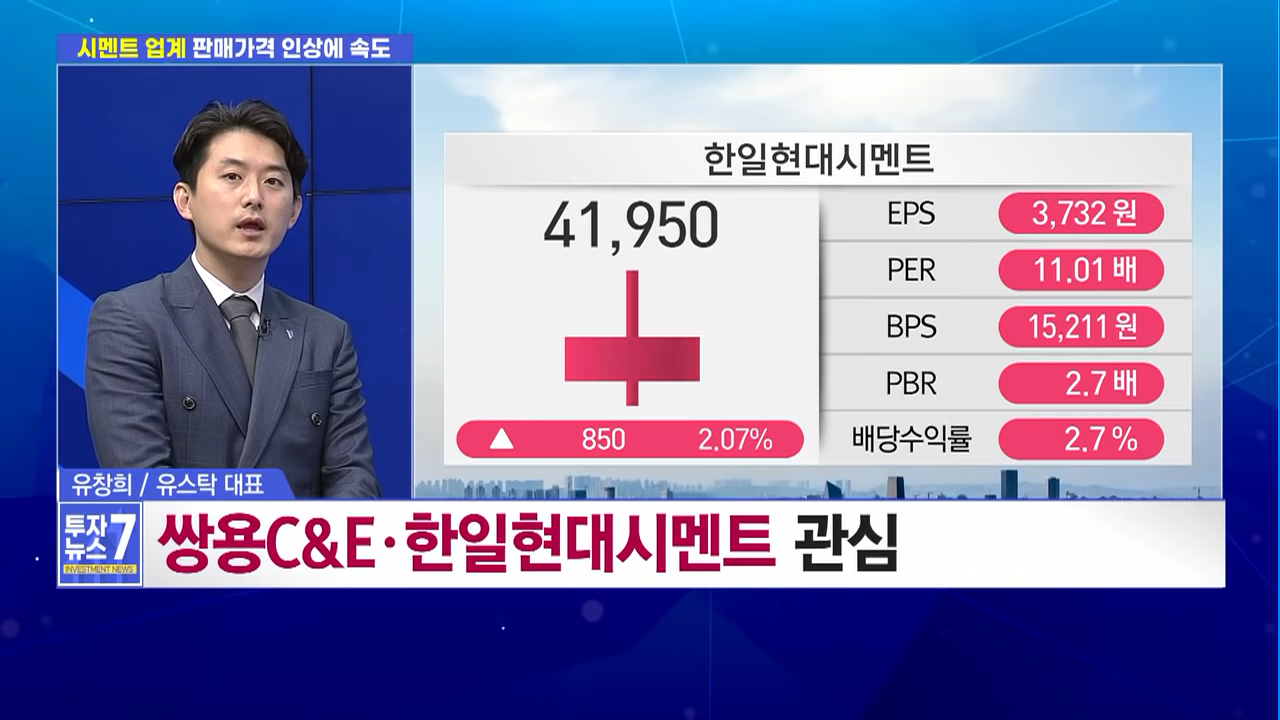 시멘트 업계 판매가격 인상에 속도
한일현대시멘트
41,950
▲ 850 2.07%
EPS 3,732 원
PER 11.01 배
BPS 15,211 원
PBR 2.7 배
배당수익률 2.7 %
유창희 / 유스탁 대표
투자
뉴스 7
INVESTMENT NEWS
쌍용C&E·한일현대시멘트 관심